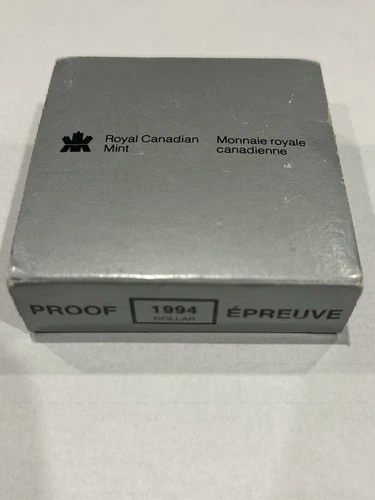 Royal Canadian Mint
Monnaie royale canadienne
PROOF
1994
DOLLAR
ÉPREUVE